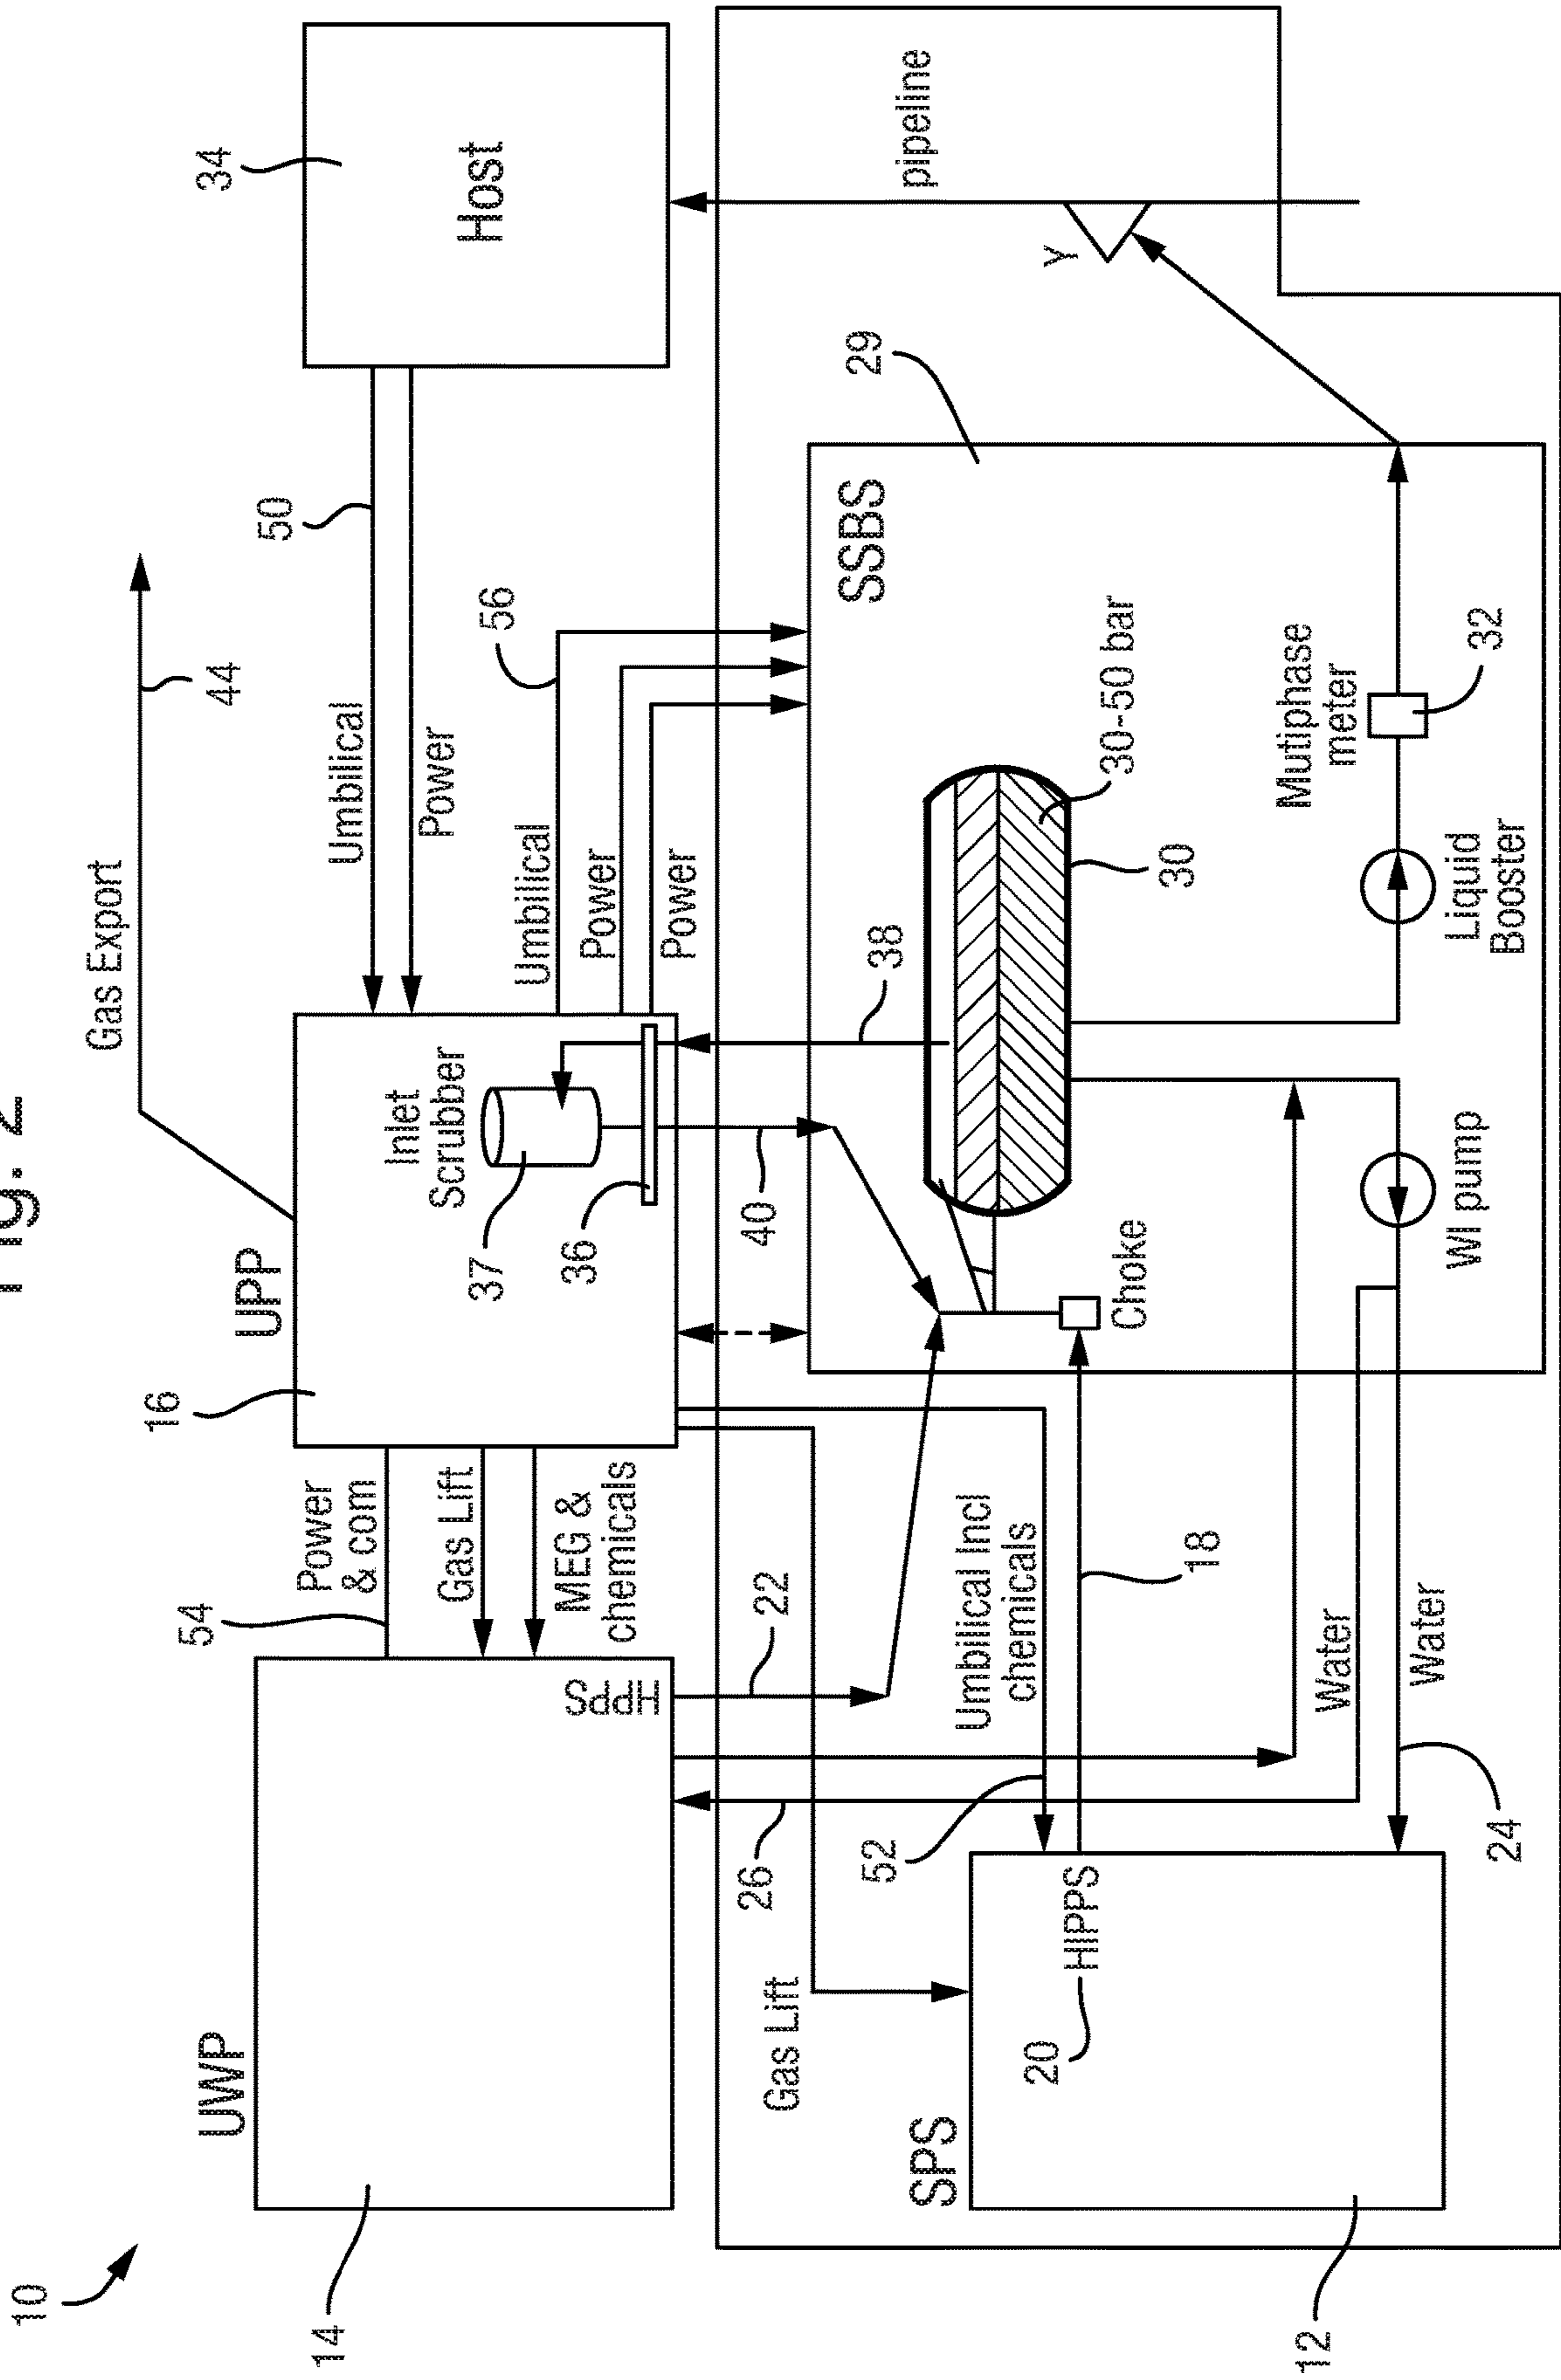 Fig. 2
10
14
UWP
54
Power
& com
Gas Lift
MEG &
chemicals
HIPPS
22
26
16
UPP
37
36
Inlet
Scrubber
40
38
Gas Export
44
50
Umbilical
Power
56
Umbilical
Power
Power
34
Host
pipeline
Y
29
SSBS
30-50 bar
30
Mutiphase
meter
32
Liquid
Booster
WI pump
Choke
Umbilical Incl
chemicals
18
52
Gas Lift
SPS
20
HIPPS
12
Water
Water
24